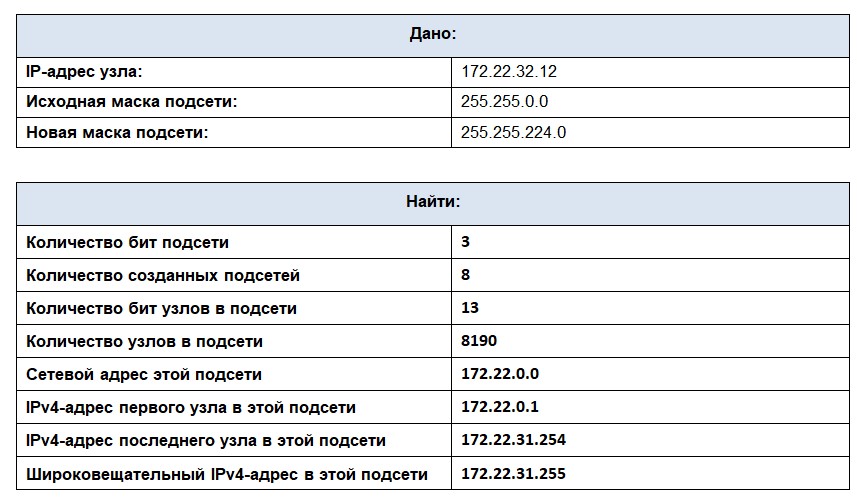 Дано:
IP-адрес узла: 172.22.32.12
Исходная маска подсети: 255.255.0.0
Новая маска подсети: 255.255.224.0
Найти:
Количество бит подсети 3
Количество созданных подсетей 8
Количество бит узлов в подсети 13
Количество узлов в подсети 8190
Сетевой адрес этой подсети 172.22.0.0
IPv4-адрес первого узла в этой подсети 172.22.0.1
IPv4-адрес последнего узла в этой подсети 172.22.31.254
Широковещательный IPv4-адрес в этой подсети 172.22.31.255